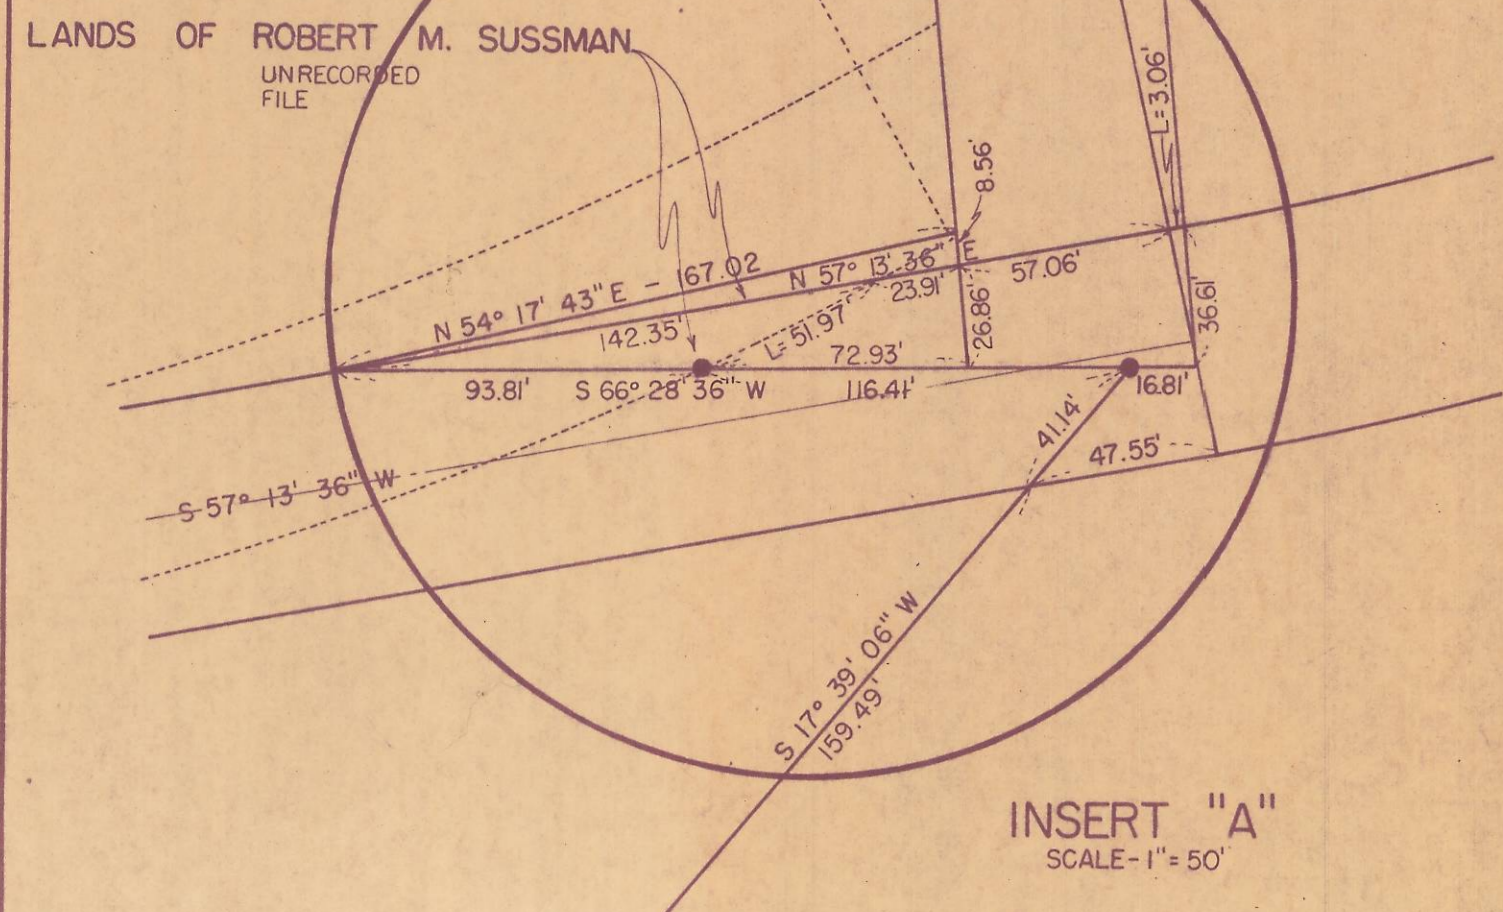 LANDS OF ROBERT M. SUSSMAN
UNRECORDED
FILE
L=3.06'
8.56'
N 54° 17' 43" E - 167.02
N 57° 13' 36" E
23.91'
57.06'
142.35'
L=51.97'
26.86'
36.61'
72.93'
93.81'
S 66° 28' 36" W
116.41'
16.81'
41.14'
47.55'
S 57° 13' 36" W
S 17° 39' 06" W
159.49'
INSERT "A"
SCALE-1"=50'